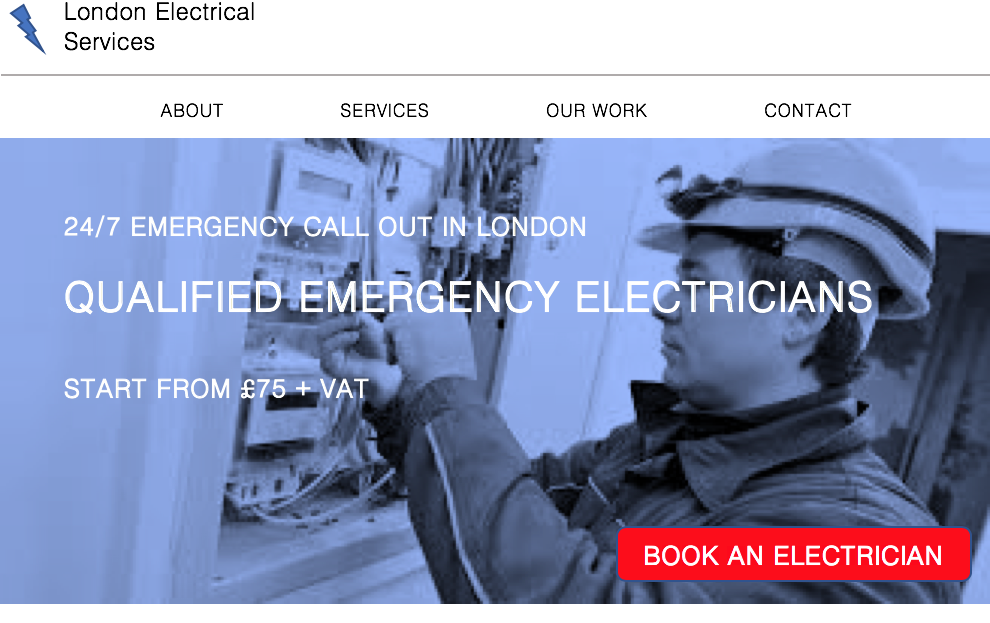 London Electrical
Services
ABOUT SERVICES OUR WORK CONTACT
24/7 EMERGENCY CALL OUT IN LONDON
QUALIFIED EMERGENCY ELECTRICIANS
START FROM £75 + VAT
BOOK AN ELECTRICIAN